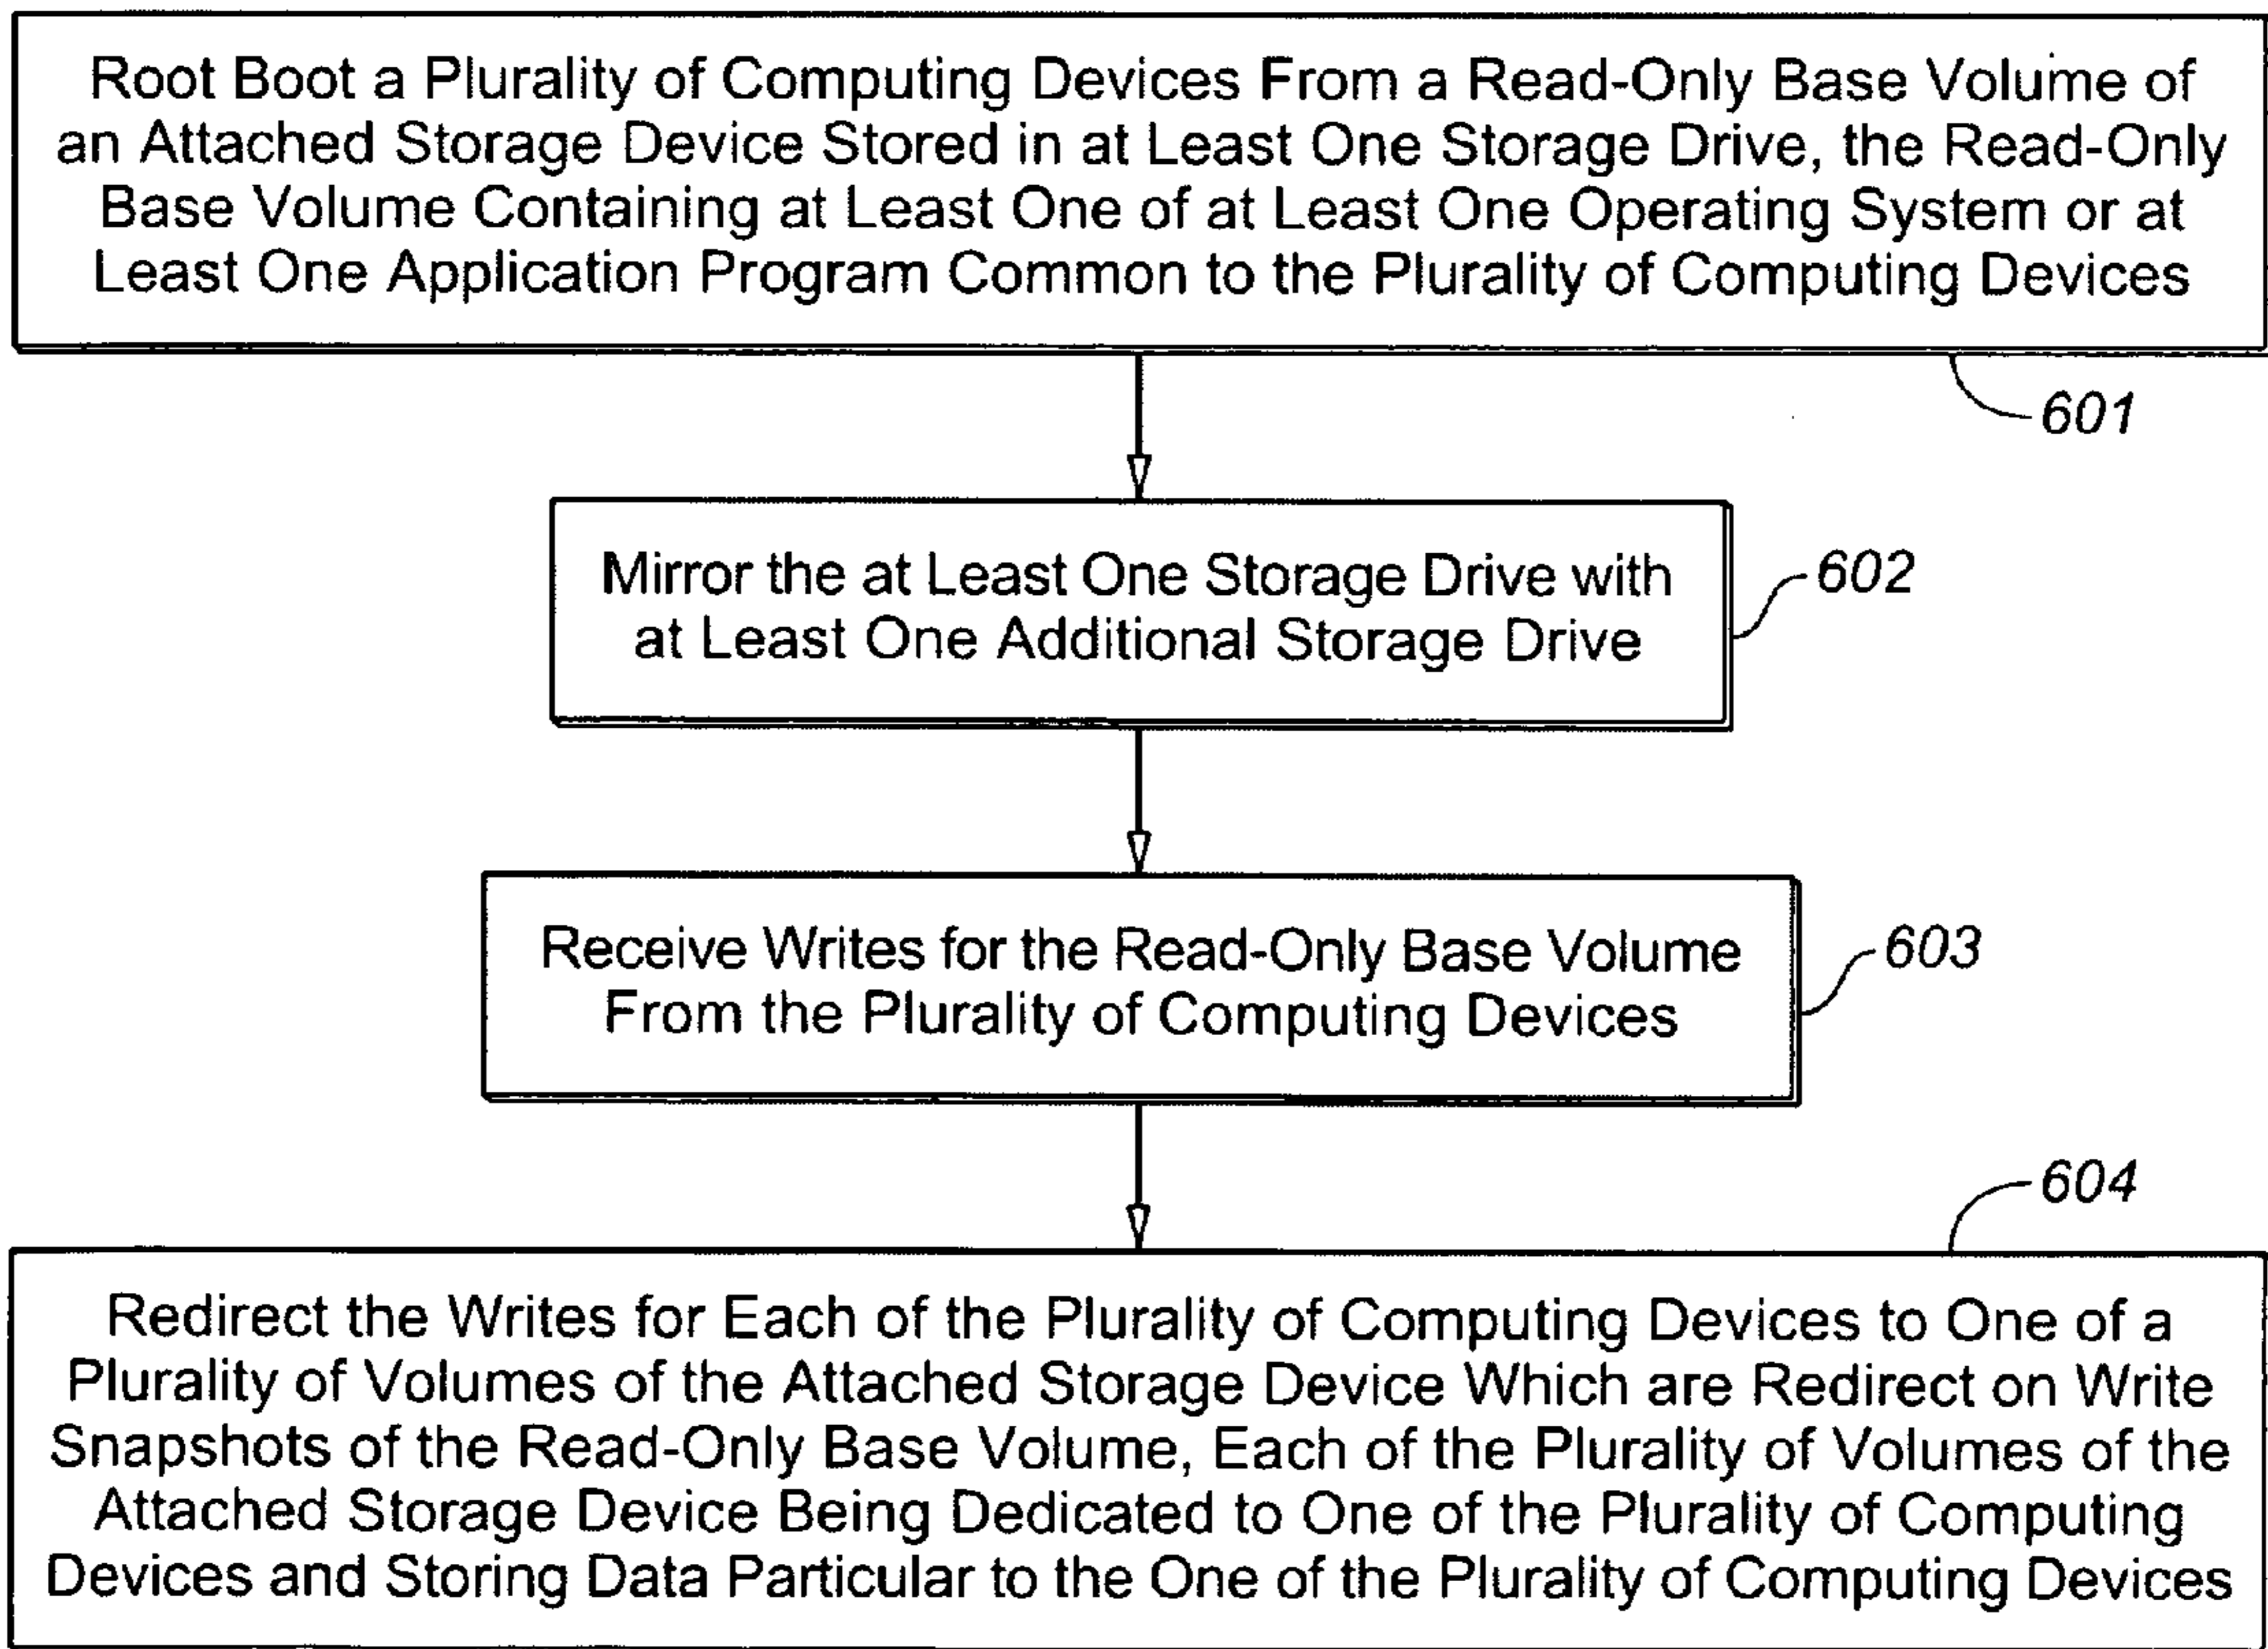 Root Boot a Plurality of Computing Devices From a Read-Only Base Volume of
an Attached Storage Device Stored in at Least One Storage Drive, the Read-Only
Base Volume Containing at Least One of at Least One Operating System or at
Least One Application Program Common to the Plurality of Computing Devices
601
Mirror the at Least One Storage Drive with
at Least One Additional Storage Drive
602
Receive Writes for the Read-Only Base Volume
From the Plurality of Computing Devices
603
604
Redirect the Writes for Each of the Plurality of Computing Devices to One of a
Plurality of Volumes of the Attached Storage Device Which are Redirect on Write
Snapshots of the Read-Only Base Volume, Each of the Plurality of Volumes of the
Attached Storage Device Being Dedicated to One of the Plurality of Computing
Devices and Storing Data Particular to the One of the Plurality of Computing Devices